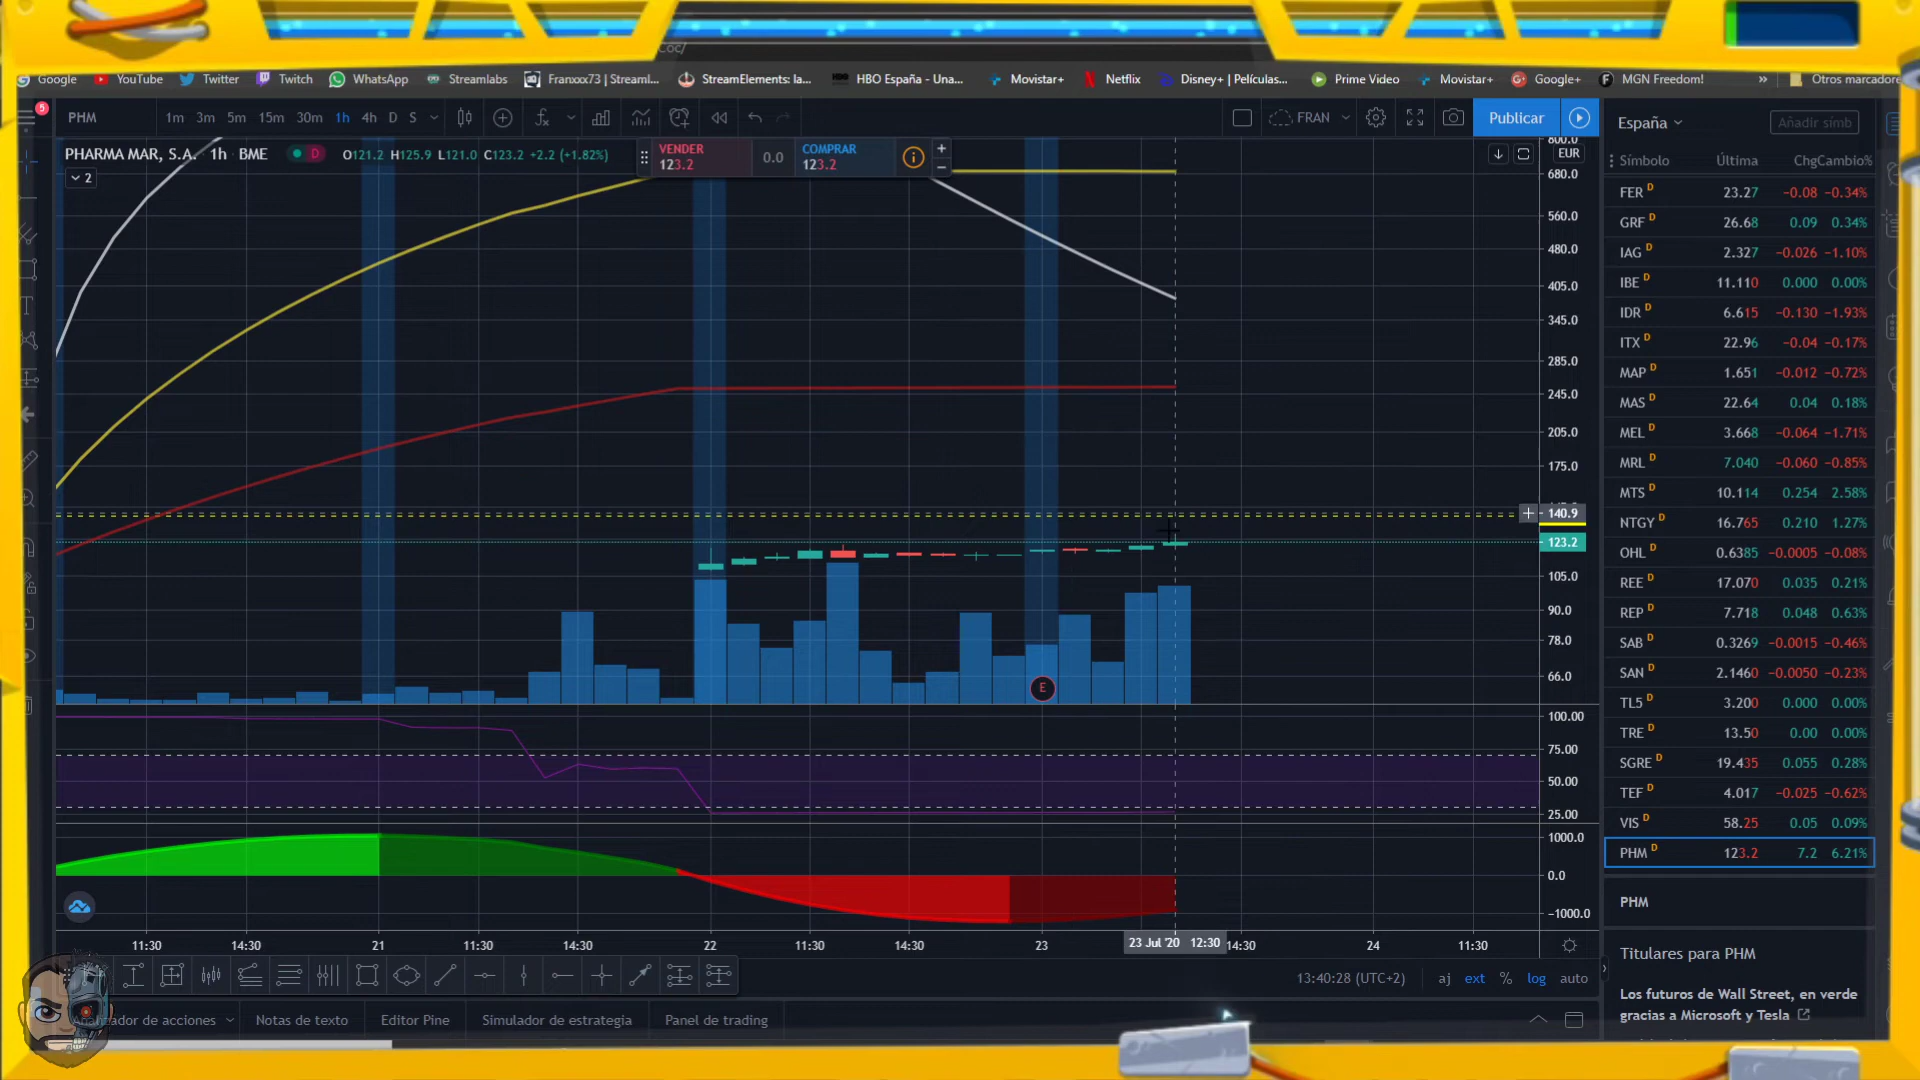 Coc/
Google YouTube Twitter Twitch WhatsApp Streamlabs Franxxx73 | Streaml... StreamElements: la... HBO España - Una... Movistar+ Netflix Disney+ | Películas... Prime Video Movistar+ Google+ MGN Freedom! » Otros marcadore
5
PHM 1m 3m 5m 15m 30m 1h 4h D S FRAN Publicar
PHARMA MAR, S.A. · 1h · BME D O121.2 H125.9 L121.0 C123.2 +2.2 (+1.82%)
VENDER
123.2
0.0
COMPRAR
123.2
2
EUR
800.0
680.0
560.0
480.0
405.0
345.0
285.0
245.0
205.0
175.0
140.9
123.2
105.0
90.0
78.0
66.0
E
100.00
75.00
50.00
25.00
1000.0
0.0
−1000.0
11:30 14:30 21 11:30 14:30 22 11:30 14:30 23 23 Jul '20 12:30 14:30 24 11:30
13:40:28 (UTC+2) aj ext % log auto
de acciones Notas de texto Editor Pine Simulador de estrategia Panel de trading
España Añadir símb
Símbolo Última Chg Cambio%
FER D 23.27 −0.08 −0.34%
GRF D 26.68 0.09 0.34%
IAG D 2.327 −0.026 −1.10%
IBE D 11.110 0.000 0.00%
IDR D 6.615 −0.130 −1.93%
ITX D 22.96 −0.04 −0.17%
MAP D 1.651 −0.012 −0.72%
MAS D 22.64 0.04 0.18%
MEL D 3.668 −0.064 −1.71%
MRL D 7.040 −0.060 −0.85%
MTS D 10.114 0.254 2.58%
NTGY D 16.765 0.210 1.27%
OHL D 0.6385 −0.0005 −0.08%
REE D 17.070 0.035 0.21%
REP D 7.718 0.048 0.63%
SAB D 0.3269 −0.0015 −0.46%
SAN D 2.1460 −0.0050 −0.23%
TL5 D 3.200 0.000 0.00%
TRE D 13.50 0.00 0.00%
SGRE D 19.435 0.055 0.28%
TEF D 4.017 −0.025 −0.62%
VIS D 58.25 0.05 0.09%
PHM D 123.2 7.2 6.21%
PHM
Titulares para PHM
Los futuros de Wall Street, en verde
gracias a Microsoft y Tesla